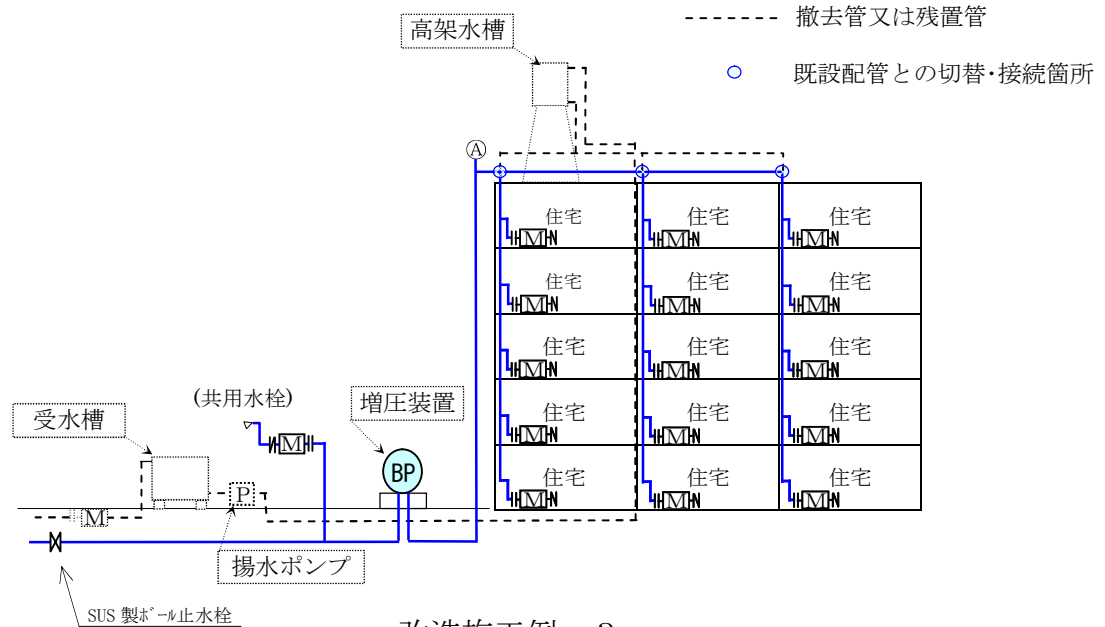 撤去管又は残置管
高架水槽
既設配管との切替・接続箇所
Ⓐ
住宅 住宅 住宅
M M M
住宅 住宅 住宅
M M M
住宅 住宅 住宅
M M M
(共用水栓)
増圧装置
受水槽
住宅 住宅 住宅
M M M
M
BP
住宅 住宅 住宅
M M M
P
M
揚水ポンプ
SUS 製ボール止水栓